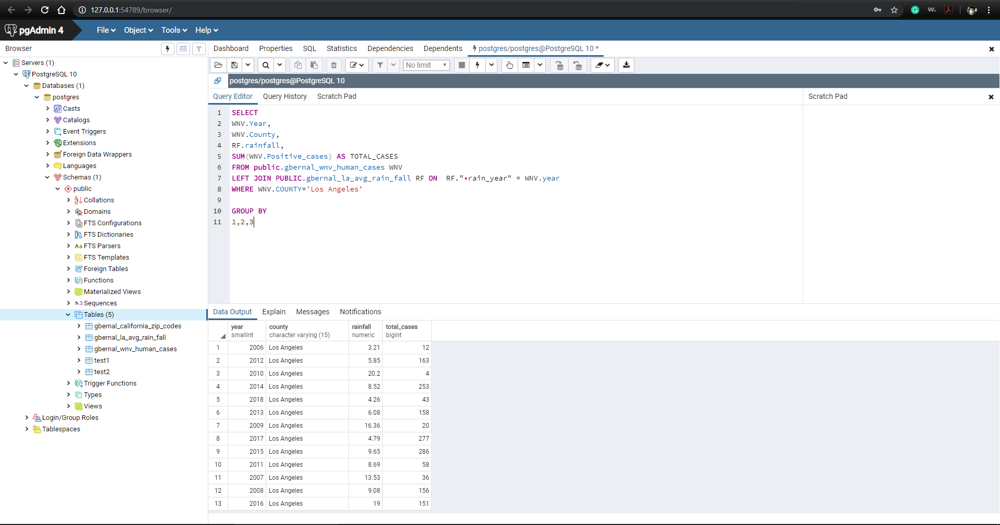 127.0.0.1:54789/browser/
pgAdmin 4
File Object Tools Help
Browser
Servers (1)
PostgreSQL 10
Databases (1)
postgres
Casts
Catalogs
Event Triggers
Extensions
Foreign Data Wrappers
Languages
Schemas (1)
public
Collations
Domains
FTS Configurations
FTS Dictionaries
FTS Parsers
FTS Templates
Foreign Tables
Functions
Materialized Views
Sequences
Tables (5)
gbernal_california_zip_codes
gbernal_la_avg_rain_fall
gbernal_wnv_human_cases
test1
test2
Trigger Functions
Types
Views
Login/Group Roles
Tablespaces
Dashboard Properties SQL Statistics Dependencies Dependents postgres/postgres@PostgreSQL 10 *
No limit
postgres/postgres@PostgreSQL 10
Query Editor Query History Scratch Pad
Scratch Pad
1 SELECT
2 WNV.Year,
3 WNV.County,
4 RF.rainfall,
5 SUM(WNV.Positive_cases) AS TOTAL_CASES
6 FROM public.gbernal_wnv_human_cases WNV
7 LEFT JOIN PUBLIC.gbernal_la_avg_rain_fall RF ON  RF."•rain_year" = WNV.year
8 WHERE WNV.COUNTY='Los Angeles'
9
10 GROUP BY
11 1,2,3
Data Output Explain Messages Notifications
year county rainfall total_cases
smallint character varying (15) numeric bigint
1 2006 Los Angeles 3.21 12
2 2012 Los Angeles 5.85 163
3 2010 Los Angeles 20.2 4
4 2014 Los Angeles 8.52 253
5 2018 Los Angeles 4.26 43
6 2013 Los Angeles 6.08 158
7 2009 Los Angeles 16.36 20
8 2017 Los Angeles 4.79 277
9 2015 Los Angeles 9.65 286
10 2011 Los Angeles 8.69 58
11 2007 Los Angeles 13.53 36
12 2008 Los Angeles 9.08 156
13 2016 Los Angeles 19 151